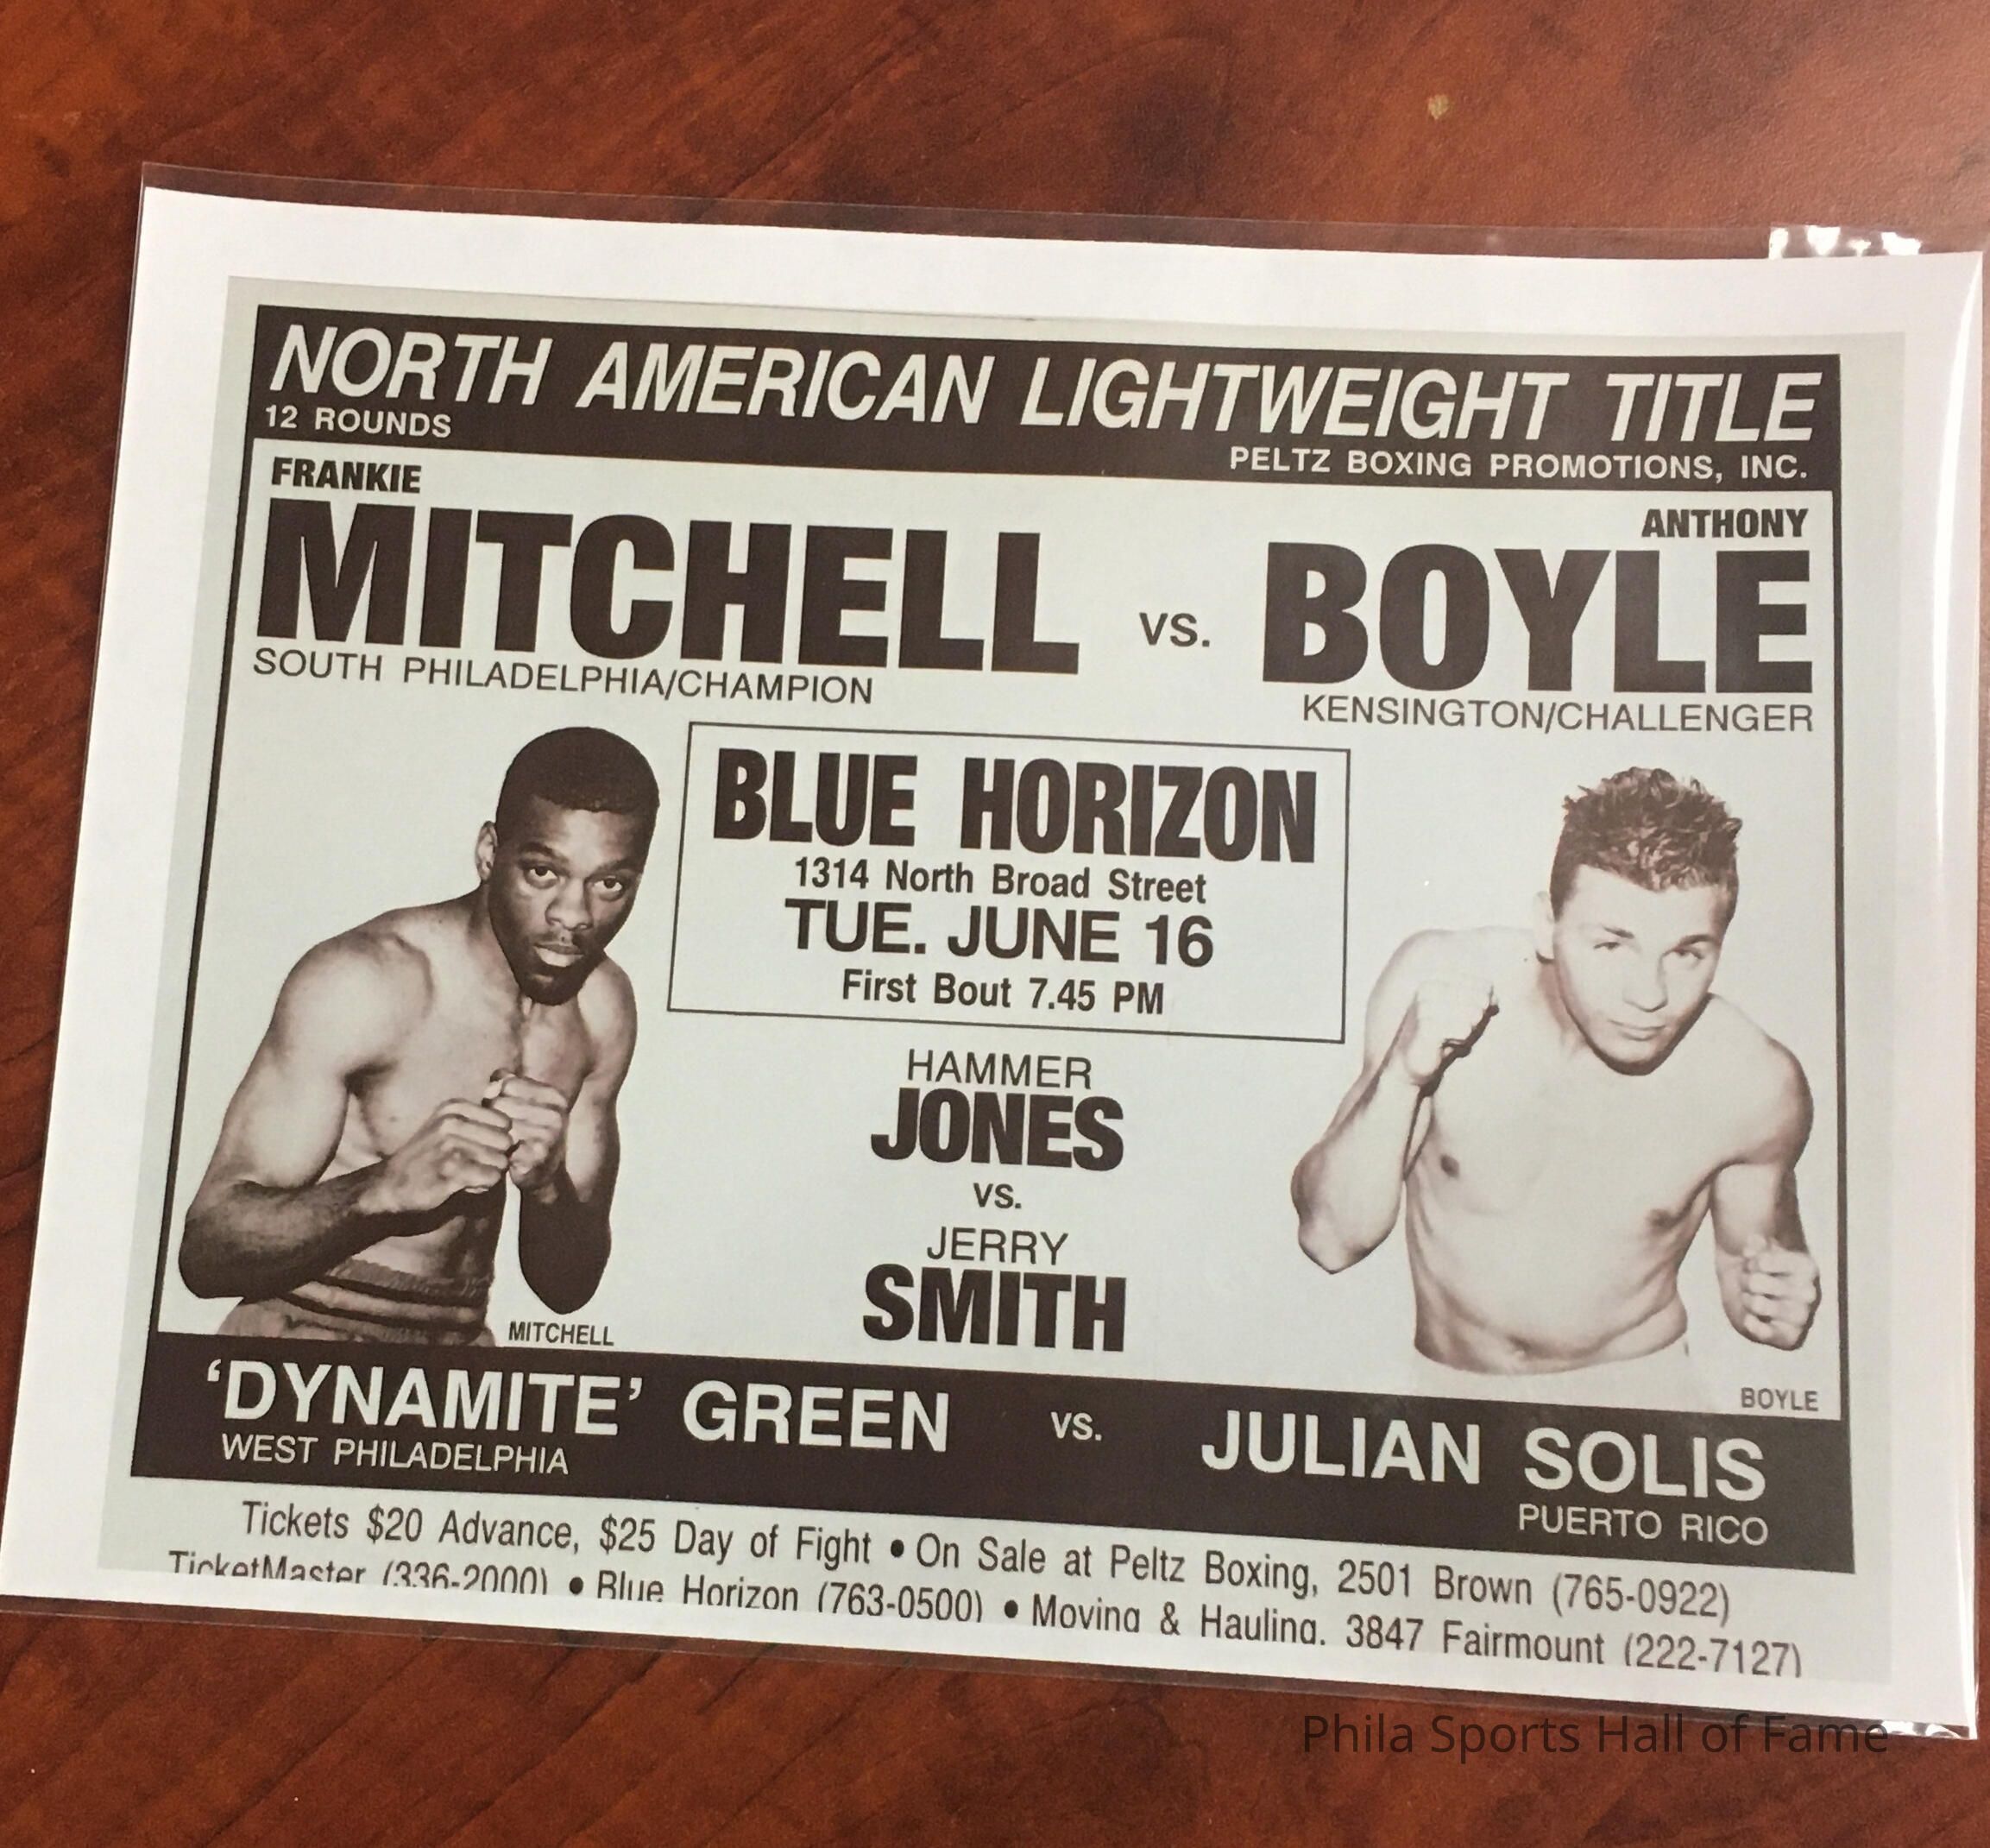 NORTH AMERICAN LIGHTWEIGHT TITLE
12 ROUNDS
PELTZ BOXING PROMOTIONS, INC.
FRANKIE
MITCHELL
SOUTH PHILADELPHIA/CHAMPION
vs.
ANTHONY
BOYLE
KENSINGTON/CHALLENGER
BLUE HORIZON
1314 North Broad Street
TUE. JUNE 16
First Bout 7.45 PM
HAMMER
JONES
vs.
JERRY
SMITH
MITCHELL
BOYLE
'DYNAMITE' GREEN vs. JULIAN SOLIS
WEST PHILADELPHIA
PUERTO RICO
Tickets $20 Advance, $25 Day of Fight • On Sale at Peltz Boxing, 2501 Brown (765-0922)
TicketMaster (336-2000) • Blue Horizon (763-0500) • Moving & Hauling. 3847 Fairmount (222-7127)
Phila Sports Hall of Fame